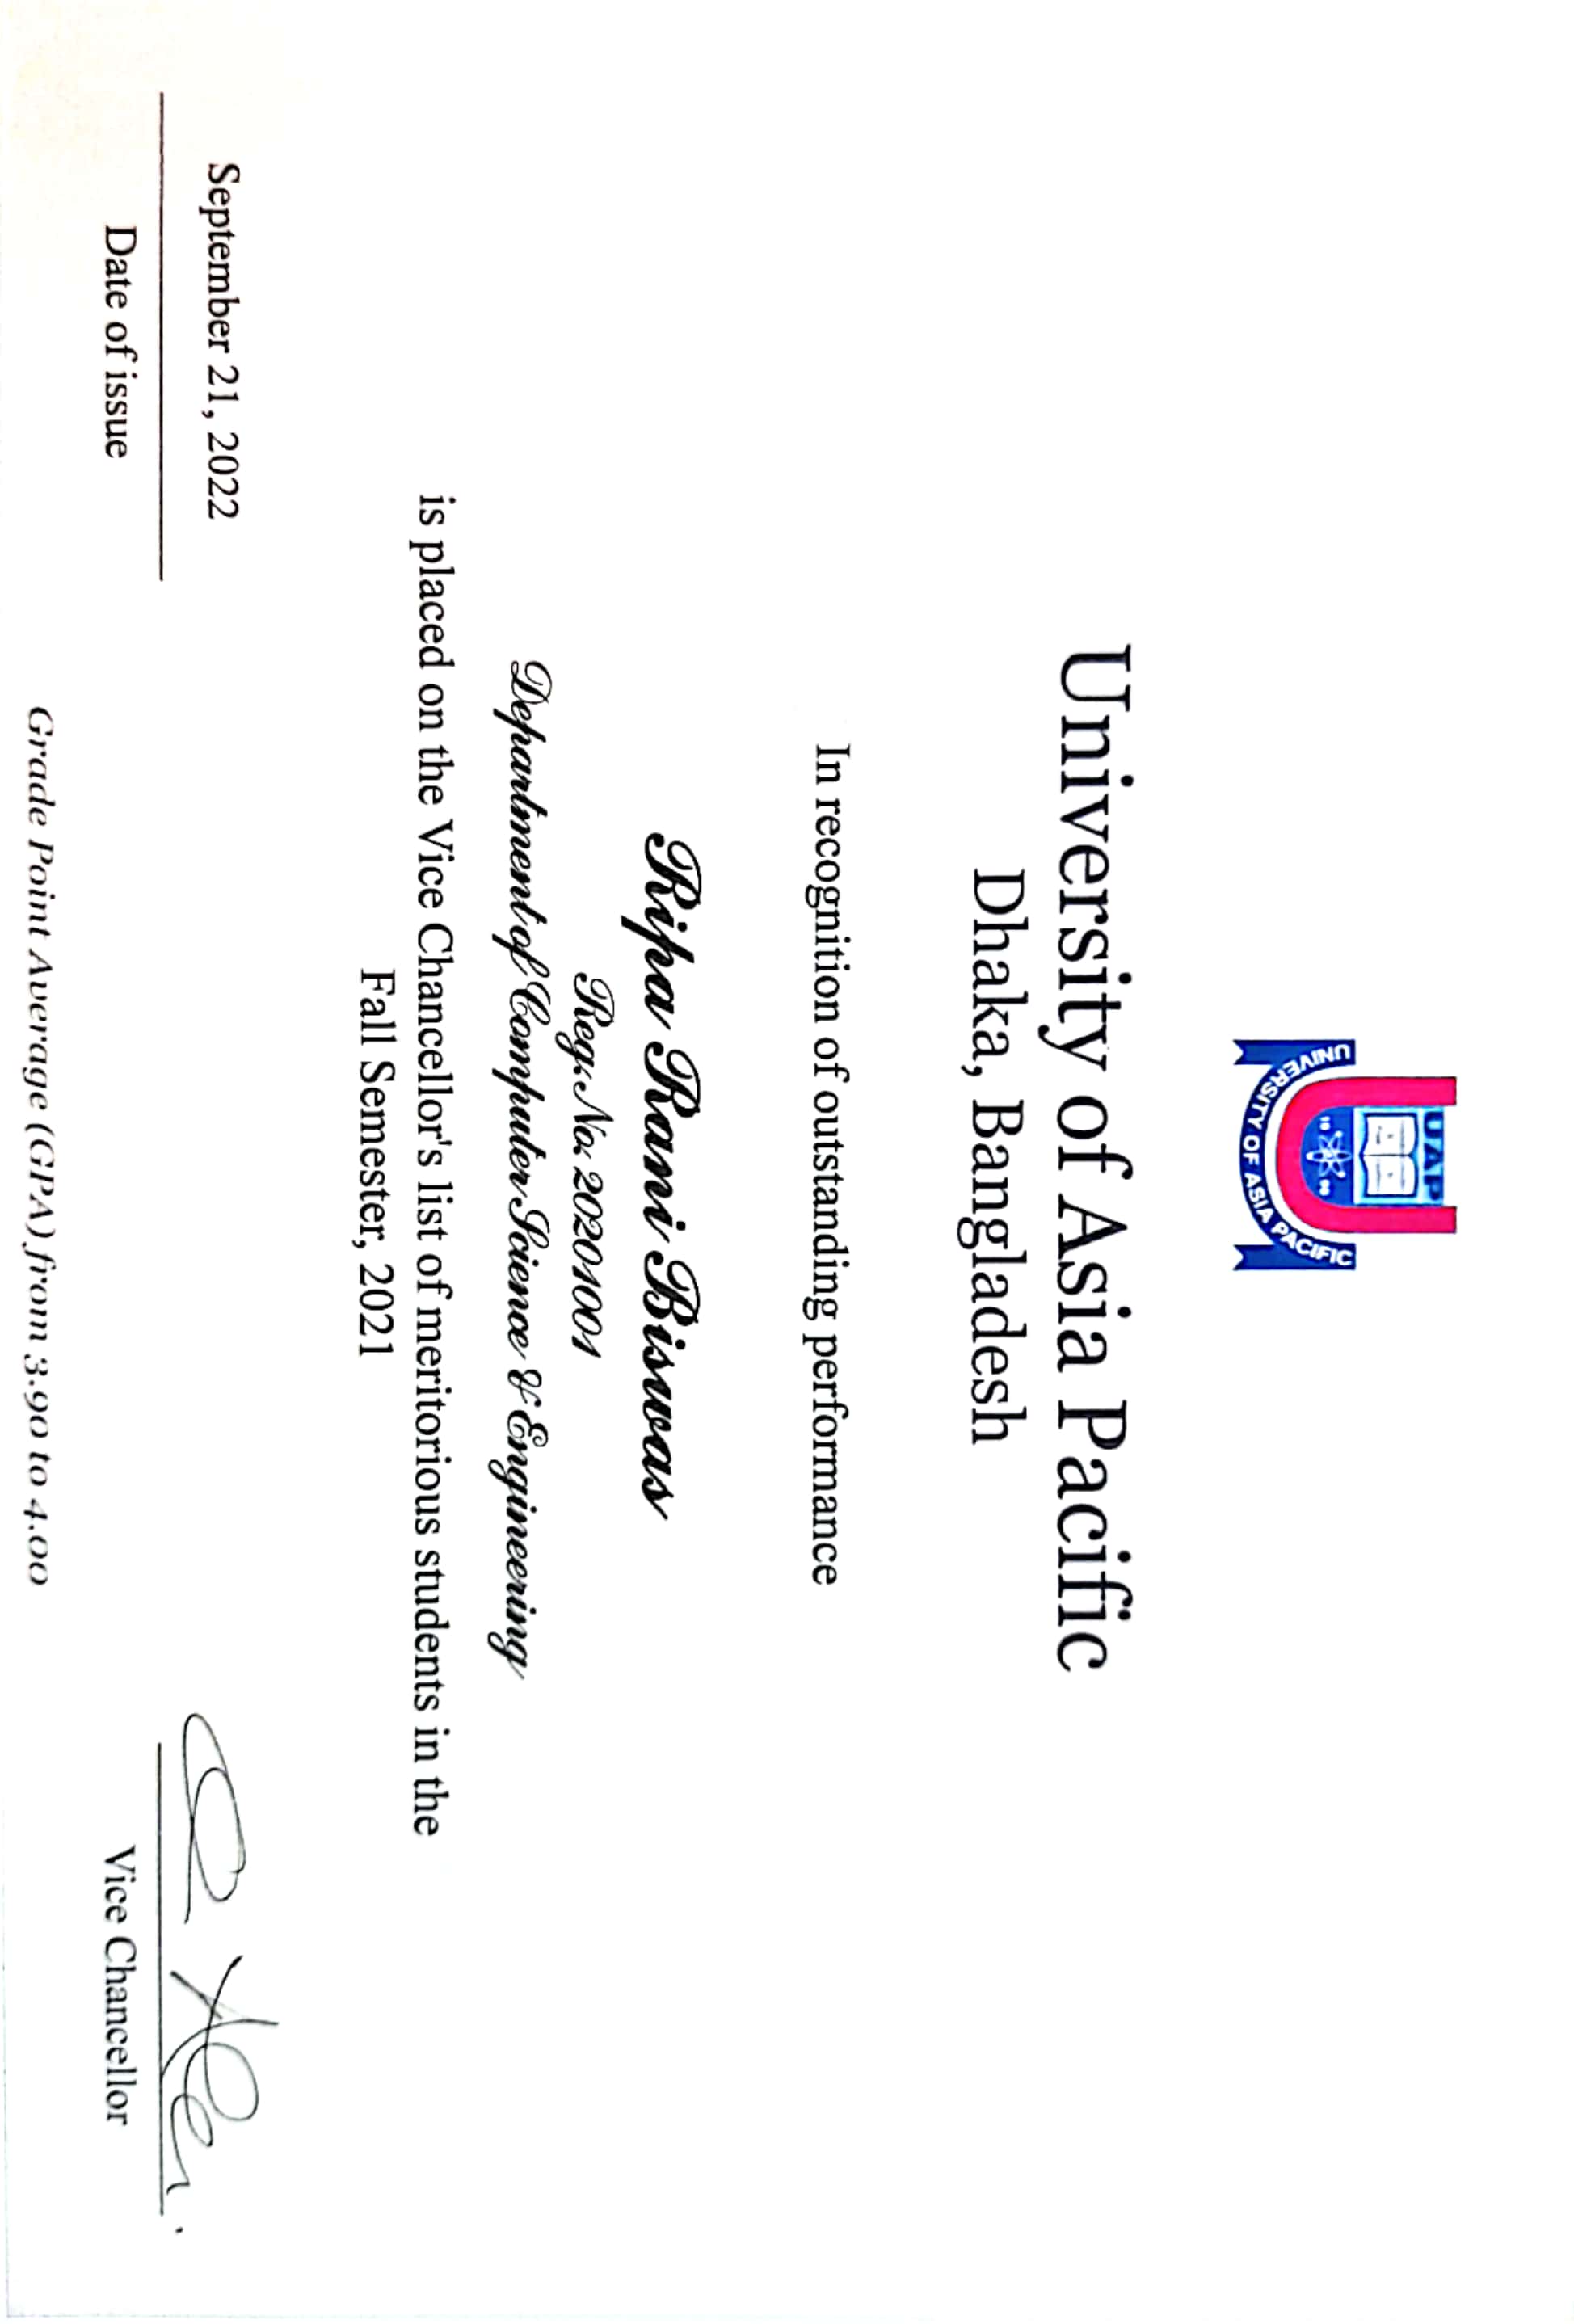 UAP
UNIVERSITY OF ASIA PACIFIC
University of Asia Pacific
Dhaka, Bangladesh
In recognition of outstanding performance
Ripa Rani Biswas
Reg. No. 20201001
Department of Computer Science & Engineering
is placed on the Vice Chancellor's list of meritorious students in the
Fall Semester, 2021
September 21, 2022
Date of issue
Vice Chancellor
Grade Point Average (GPA) from 3.90 to 4.00